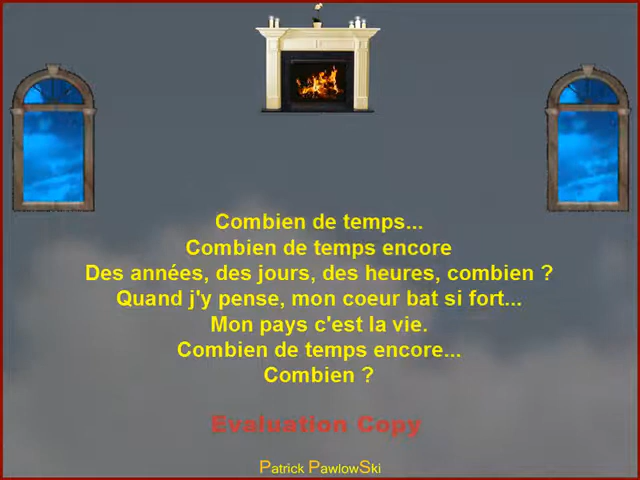 Combien de temps...
Combien de temps encore
Des années, des jours, des heures, combien ?
Quand j'y pense, mon coeur bat si fort...
Mon pays c'est la vie.
Combien de temps encore...
Combien ?
Evaluation Copy
Patrick PawlowSki